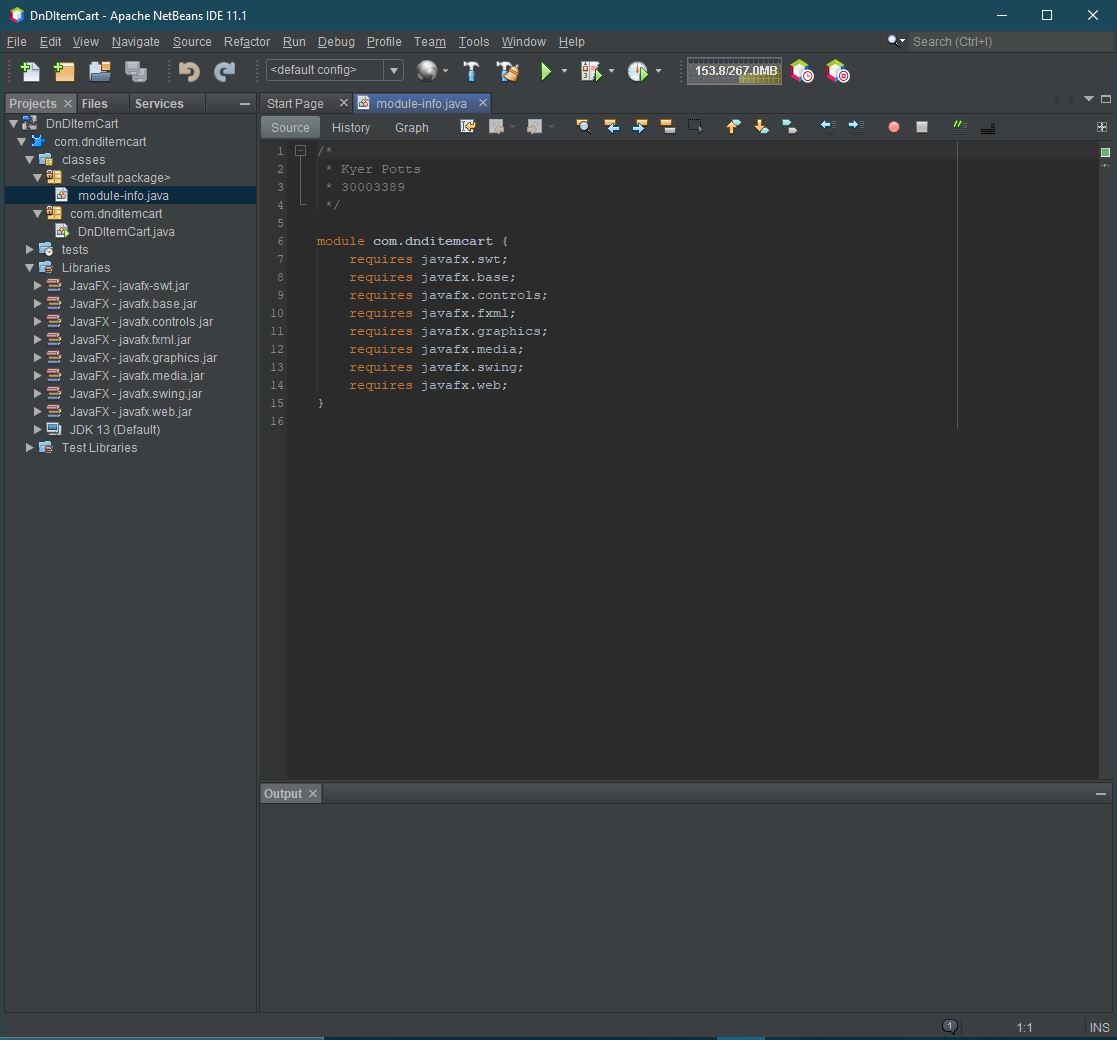 DnDItemCart - Apache NetBeans IDE 11.1
File Edit View Navigate Source Refactor Run Debug Profile Team Tools Window Help Search (Ctrl+I)
<default config> 153.8/267.0MB
Projects Files Services
Start Page module-info.java
Source History Graph
DnDItemCart
com.dnditemcart
classes
<default package>
module-info.java
com.dnditemcart
DnDItemCart.java
tests
Libraries
JavaFX - javafx-swt.jar
JavaFX - javafx.base.jar
JavaFX - javafx.controls.jar
JavaFX - javafx.fxml.jar
JavaFX - javafx.graphics.jar
JavaFX - javafx.media.jar
JavaFX - javafx.swing.jar
JavaFX - javafx.web.jar
JDK 13 (Default)
Test Libraries
1 /*
2 * Kyer Potts
3 * 30003389
4 */
5
6 module com.dnditemcart {
7 requires javafx.swt;
8 requires javafx.base;
9 requires javafx.controls;
10 requires javafx.fxml;
11 requires javafx.graphics;
12 requires javafx.media;
13 requires javafx.swing;
14 requires javafx.web;
15 }
16
Output
1 1:1 INS